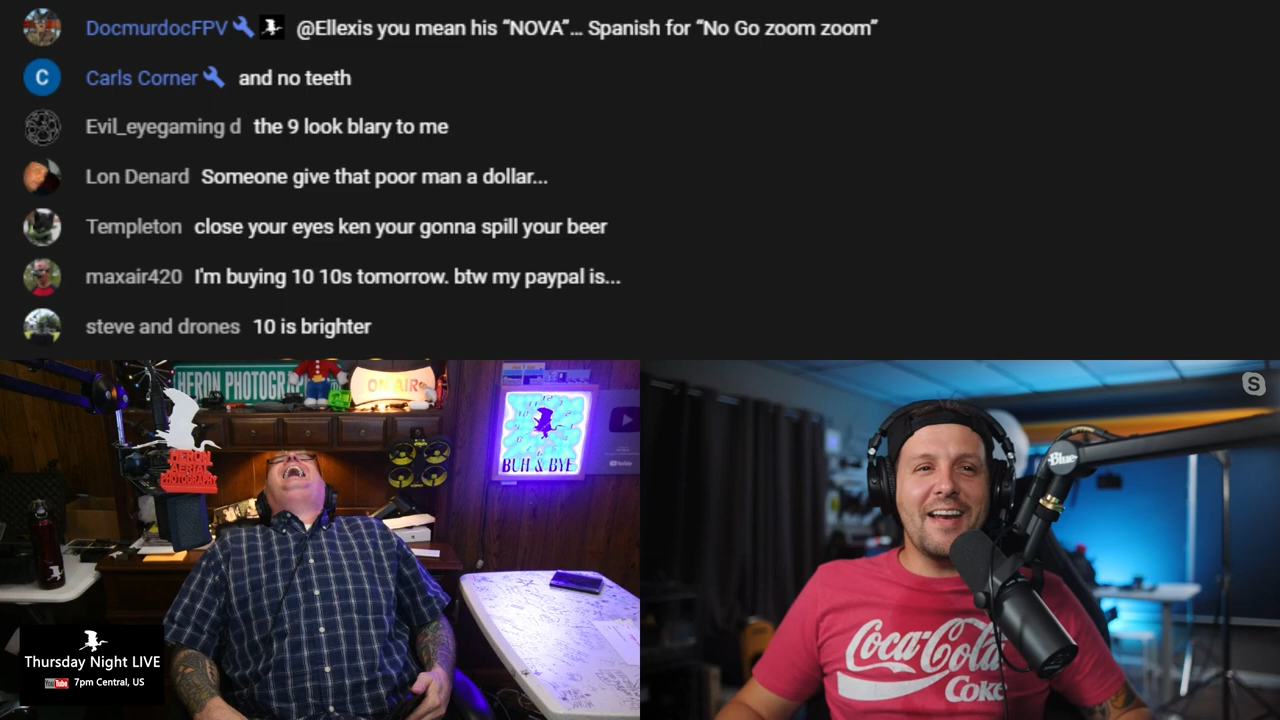 DocmurdocFPV @Ellexis you mean his “NOVA”... Spanish for “No Go zoom zoom”
C Carls Corner and no teeth
Evil_eyegaming d the 9 look blary to me
Lon Denard Someone give that poor man a dollar...
Templeton close your eyes ken your gonna spill your beer
maxair420 I'm buying 10 10s tomorrow. btw my paypal is...
steve and drones 10 is brighter
HERON PHOTOGRAPH
ON AIR
HERON
AERIAL
PHOTOGRAPHY
BUH & BYE
YouTube
S
Blue
Coca-Cola
Coke
Thursday Night LIVE
YouTube 7pm Central, US